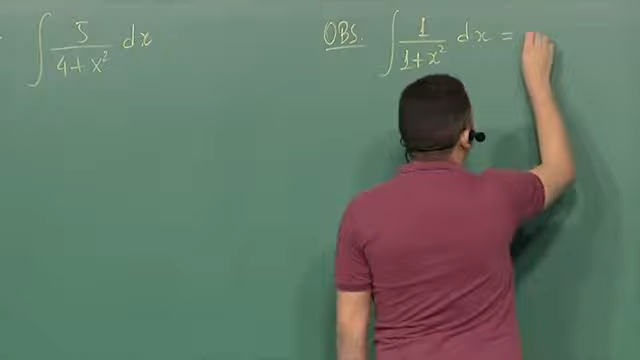 ∫ 5/(4+x²) dx
OBS. ∫ 1/(1+x²) dx =